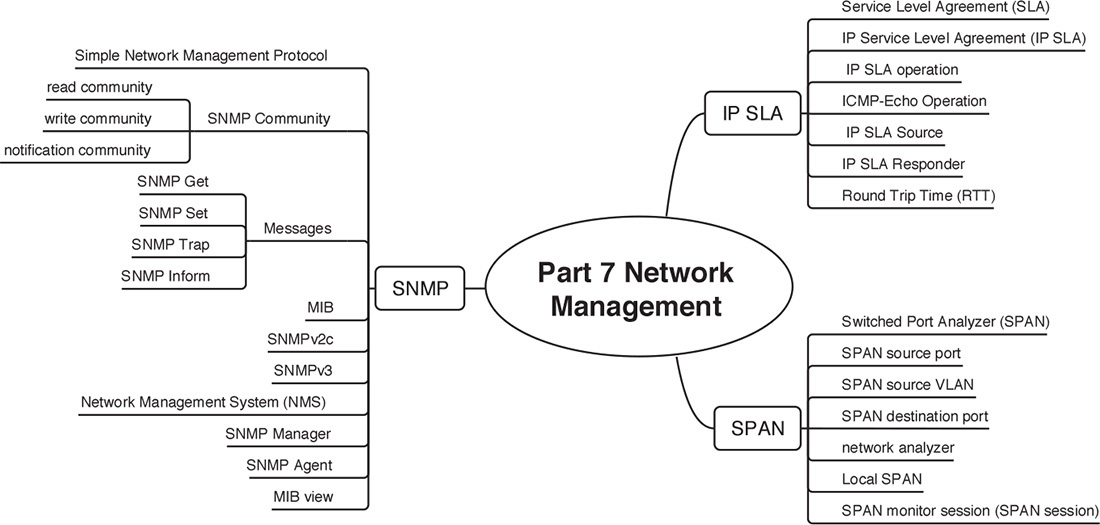 Simple Network Management Protocol
read community
write community
notification community
SNMP Community
SNMP Get
SNMP Set
SNMP Trap
SNMP Inform
Messages
MIB
SNMPv2c
SNMPv3
Network Management System (NMS)
SNMP Manager
SNMP Agent
MIB view
SNMP
Part 7 Network
Management
IP SLA
Service Level Agreement (SLA)
IP Service Level Agreement (IP SLA)
IP SLA operation
ICMP-Echo Operation
IP SLA Source
IP SLA Responder
Round Trip Time (RTT)
SPAN
Switched Port Analyzer (SPAN)
SPAN source port
SPAN source VLAN
SPAN destination port
network analyzer
Local SPAN
SPAN monitor session (SPAN session)